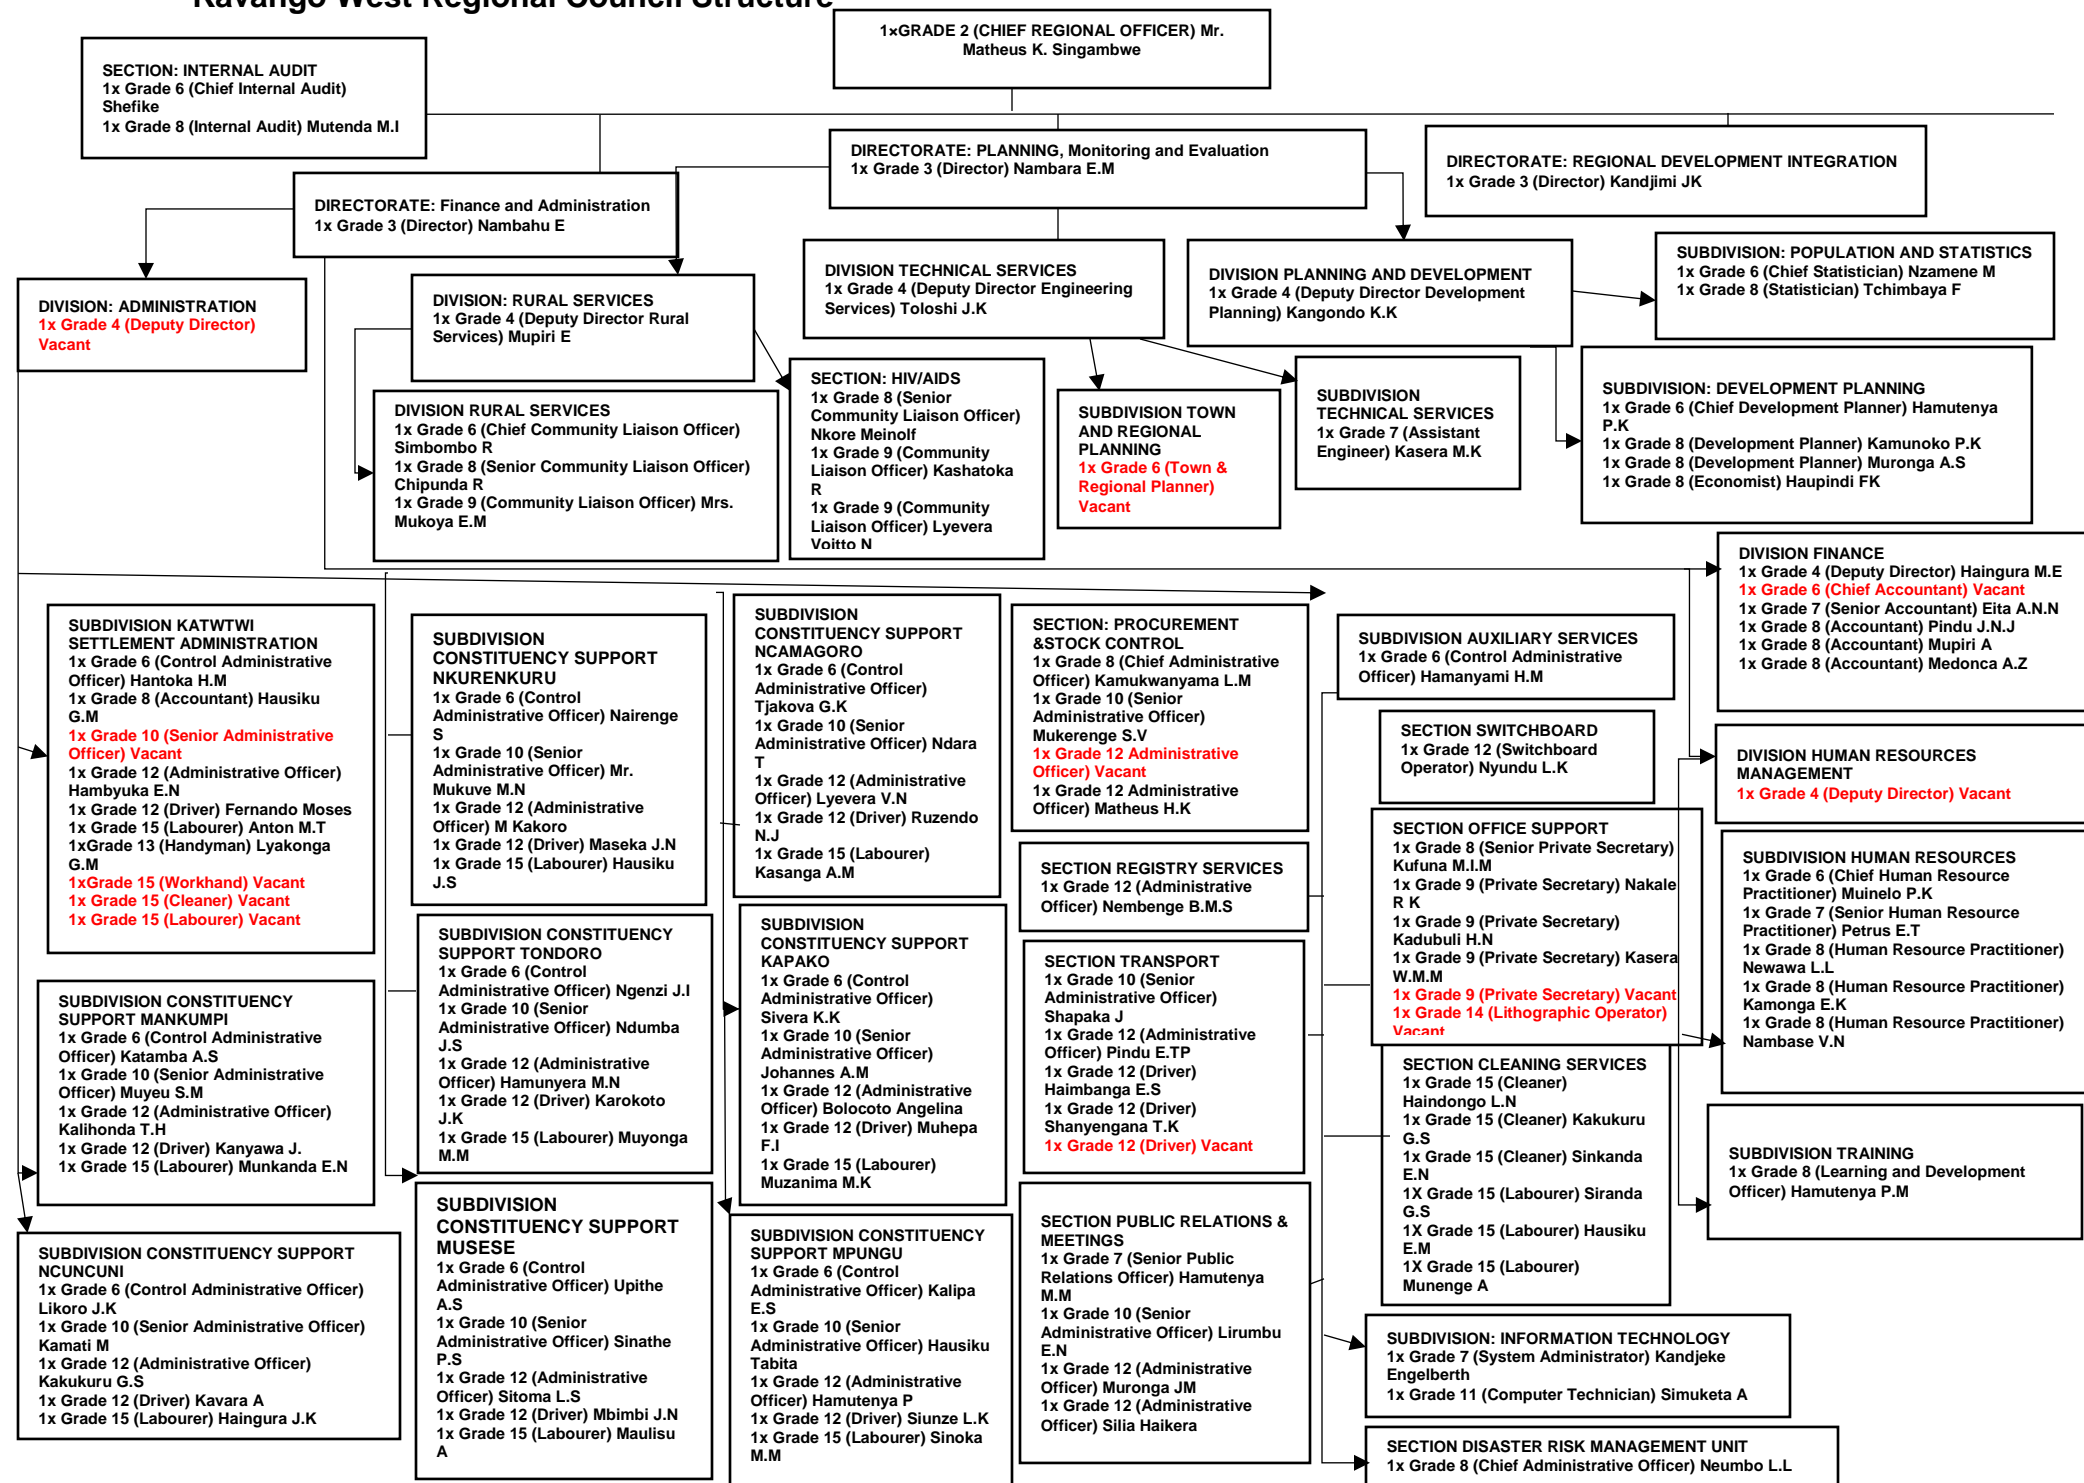 Kavango West Regional Council Structure
1xGRADE 2 (CHIEF REGIONAL OFFICER) Mr.
Matheus K. Singambwe
SECTION: INTERNAL AUDIT
1x Grade 6 (Chief Internal Audit)
Shefike
1x Grade 8 (Internal Audit) Mutenda M.I
DIRECTORATE: PLANNING, Monitoring and Evaluation
1x Grade 3 (Director) Nambara E.M
DIRECTORATE: REGIONAL DEVELOPMENT INTEGRATION
1x Grade 3 (Director) Kandjimi JK
DIRECTORATE: Finance and Administration
1x Grade 3 (Director) Nambahu E
DIVISION: ADMINISTRATION
1x Grade 4 (Deputy Director)
Vacant
DIVISION: RURAL SERVICES
1x Grade 4 (Deputy Director Rural
Services) Mupiri E
DIVISION TECHNICAL SERVICES
1x Grade 4 (Deputy Director Engineering
Services) Toloshi J.K
DIVISION PLANNING AND DEVELOPMENT
1x Grade 4 (Deputy Director Development
Planning) Kangondo K.K
SUBDIVISION: POPULATION AND STATISTICS
1x Grade 6 (Chief Statistician) Nzamene M
1x Grade 8 (Statistician) Tchimbaya F
DIVISION RURAL SERVICES
1x Grade 6 (Chief Community Liaison Officer)
Simbombo R
1x Grade 8 (Senior Community Liaison Officer)
Chipunda R
1x Grade 9 (Community Liaison Officer) Mrs.
Mukoya E.M
SECTION: HIV/AIDS
1x Grade 8 (Senior
Community Liaison Officer)
Nkore Meinolf
1x Grade 9 (Community
Liaison Officer) Kashatoka
R
1x Grade 9 (Community
Liaison Officer) Lyevera
Voitto N
SUBDIVISION TOWN
AND REGIONAL
PLANNING
1x Grade 6 (Town &
Regional Planner)
Vacant
SUBDIVISION
TECHNICAL SERVICES
1x Grade 7 (Assistant
Engineer) Kasera M.K
SUBDIVISION: DEVELOPMENT PLANNING
1x Grade 6 (Chief Development Planner) Hamutenya
P.K
1x Grade 8 (Development Planner) Kamunoko P.K
1x Grade 8 (Development Planner) Muronga A.S
1x Grade 8 (Economist) Haupindi FK
DIVISION FINANCE
1x Grade 4 (Deputy Director) Haingura M.E
1x Grade 6 (Chief Accountant) Vacant
1x Grade 7 (Senior Accountant) Eita A.N.N
1x Grade 8 (Accountant) Pindu J.N.J
1x Grade 8 (Accountant) Mupiri A
1x Grade 8 (Accountant) Medonca A.Z
SUBDIVISION KATWTWI
SETTLEMENT ADMINISTRATION
1x Grade 6 (Control Administrative
Officer) Hantoka H.M
1x Grade 8 (Accountant) Hausiku
G.M
1x Grade 10 (Senior Administrative
Officer) Vacant
1x Grade 12 (Administrative Officer)
Hambyuka E.N
1x Grade 12 (Driver) Fernando Moses
1x Grade 15 (Labourer) Anton M.T
1xGrade 13 (Handyman) Lyakonga
G.M
1xGrade 15 (Workhand) Vacant
1x Grade 15 (Cleaner) Vacant
1x Grade 15 (Labourer) Vacant
SUBDIVISION
CONSTITUENCY SUPPORT
NKURENKURU
1x Grade 6 (Control
Administrative Officer) Nairenge
S
1x Grade 10 (Senior
Administrative Officer) Mr.
Mukuve M.N
1x Grade 12 (Administrative
Officer) M Kakoro
1x Grade 12 (Driver) Maseka J.N
1x Grade 15 (Labourer) Hausiku
J.S
SUBDIVISION
CONSTITUENCY SUPPORT
NCAMAGORO
1x Grade 6 (Control
Administrative Officer)
Tjakova G.K
1x Grade 10 (Senior
Administrative Officer) Ndara
T
1x Grade 12 (Administrative
Officer) Lyevera V.N
1x Grade 12 (Driver) Ruzendo
N.J
1x Grade 15 (Labourer)
Kasanga A.M
SECTION: PROCUREMENT
&STOCK CONTROL
1x Grade 8 (Chief Administrative
Officer) Kamukwanyama L.M
1x Grade 10 (Senior
Administrative Officer)
Mukerenge S.V
1x Grade 12 Administrative
Officer) Vacant
1x Grade 12 Administrative
Officer) Matheus H.K
SUBDIVISION AUXILIARY SERVICES
1x Grade 6 (Control Administrative
Officer) Hamanyami H.M
SECTION SWITCHBOARD
1x Grade 12 (Switchboard
Operator) Nyundu L.K
DIVISION HUMAN RESOURCES
MANAGEMENT
1x Grade 4 (Deputy Director) Vacant
SECTION OFFICE SUPPORT
1x Grade 8 (Senior Private Secretary)
Kufuna M.I.M
1x Grade 9 (Private Secretary) Nakale
R K
1x Grade 9 (Private Secretary)
Kadubuli H.N
1x Grade 9 (Private Secretary) Kasera
W.M.M
1x Grade 9 (Private Secretary) Vacant
1x Grade 14 (Lithographic Operator)
Vacant
SECTION REGISTRY SERVICES
1x Grade 12 (Administrative
Officer) Nembenge B.M.S
SUBDIVISION HUMAN RESOURCES
1x Grade 6 (Chief Human Resource
Practitioner) Muinelo P.K
1x Grade 7 (Senior Human Resource
Practitioner) Petrus E.T
1x Grade 8 (Human Resource Practitioner)
Newawa L.L
1x Grade 8 (Human Resource Practitioner)
Kamonga E.K
1x Grade 8 (Human Resource Practitioner)
Nambase V.N
SUBDIVISION CONSTITUENCY
SUPPORT MANKUMPI
1x Grade 6 (Control Administrative
Officer) Katamba A.S
1x Grade 10 (Senior Administrative
Officer) Muyeu S.M
1x Grade 12 (Administrative Officer)
Kalihonda T.H
1x Grade 12 (Driver) Kanyawa J.
1x Grade 15 (Labourer) Munkanda E.N
SUBDIVISION CONSTITUENCY
SUPPORT TONDORO
1x Grade 6 (Control
Administrative Officer) Ngenzi J.I
1x Grade 10 (Senior
Administrative Officer) Ndumba
J.S
1x Grade 12 (Administrative
Officer) Hamunyera M.N
1x Grade 12 (Driver) Karokoto
J.K
1x Grade 15 (Labourer) Muyonga
M.M
SUBDIVISION
CONSTITUENCY SUPPORT
KAPAKO
1x Grade 6 (Control
Administrative Officer)
Sivera K.K
1x Grade 10 (Senior
Administrative Officer)
Johannes A.M
1x Grade 12 (Administrative
Officer) Bolocoto Angelina
1x Grade 12 (Driver) Muhepa
F.I
1x Grade 15 (Labourer)
Muzanima M.K
SECTION TRANSPORT
1x Grade 10 (Senior
Administrative Officer)
Shapaka J
1x Grade 12 (Administrative
Officer) Pindu E.TP
1x Grade 12 (Driver)
Haimbanga E.S
1x Grade 12 (Driver)
Shanyengana T.K
1x Grade 12 (Driver) Vacant
SECTION CLEANING SERVICES
1x Grade 15 (Cleaner)
Haindongo L.N
1x Grade 15 (Cleaner) Kakukuru
G.S
1x Grade 15 (Cleaner) Sinkanda
E.N
1X Grade 15 (Labourer) Siranda
G.S
1X Grade 15 (Labourer) Hausiku
E.M
1X Grade 15 (Labourer)
Munenge A
SUBDIVISION TRAINING
1x Grade 8 (Learning and Development
Officer) Hamutenya P.M
SUBDIVISION CONSTITUENCY SUPPORT
NCUNCUNI
1x Grade 6 (Control Administrative Officer)
Likoro J.K
1x Grade 10 (Senior Administrative Officer)
Kamati M
1x Grade 12 (Administrative Officer)
Kakukuru G.S
1x Grade 12 (Driver) Kavara A
1x Grade 15 (Labourer) Haingura J.K
SUBDIVISION
CONSTITUENCY SUPPORT
MUSESE
1x Grade 6 (Control
Administrative Officer) Upithe
A.S
1x Grade 10 (Senior
Administrative Officer) Sinathe
P.S
1x Grade 12 (Administrative
Officer) Sitoma L.S
1x Grade 12 (Driver) Mbimbi J.N
1x Grade 15 (Labourer) Maulisu
A
SUBDIVISION CONSTITUENCY
SUPPORT MPUNGU
1x Grade 6 (Control
Administrative Officer) Kalipa
E.S
1x Grade 10 (Senior
Administrative Officer) Hausiku
Tabita
1x Grade 12 (Administrative
Officer) Hamutenya P
1x Grade 12 (Driver) Siunze L.K
1x Grade 15 (Labourer) Sinoka
M.M
SECTION PUBLIC RELATIONS &
MEETINGS
1x Grade 7 (Senior Public
Relations Officer) Hamutenya
M.M
1x Grade 10 (Senior
Administrative Officer) Lirumbu
E.N
1x Grade 12 (Administrative
Officer) Muronga JM
1x Grade 12 (Administrative
Officer) Silia Haikera
SUBDIVISION: INFORMATION TECHNOLOGY
1x Grade 7 (System Administrator) Kandjeke
Engelberth
1x Grade 11 (Computer Technician) Simuketa A
SECTION DISASTER RISK MANAGEMENT UNIT
1x Grade 8 (Chief Administrative Officer) Neumbo L.L